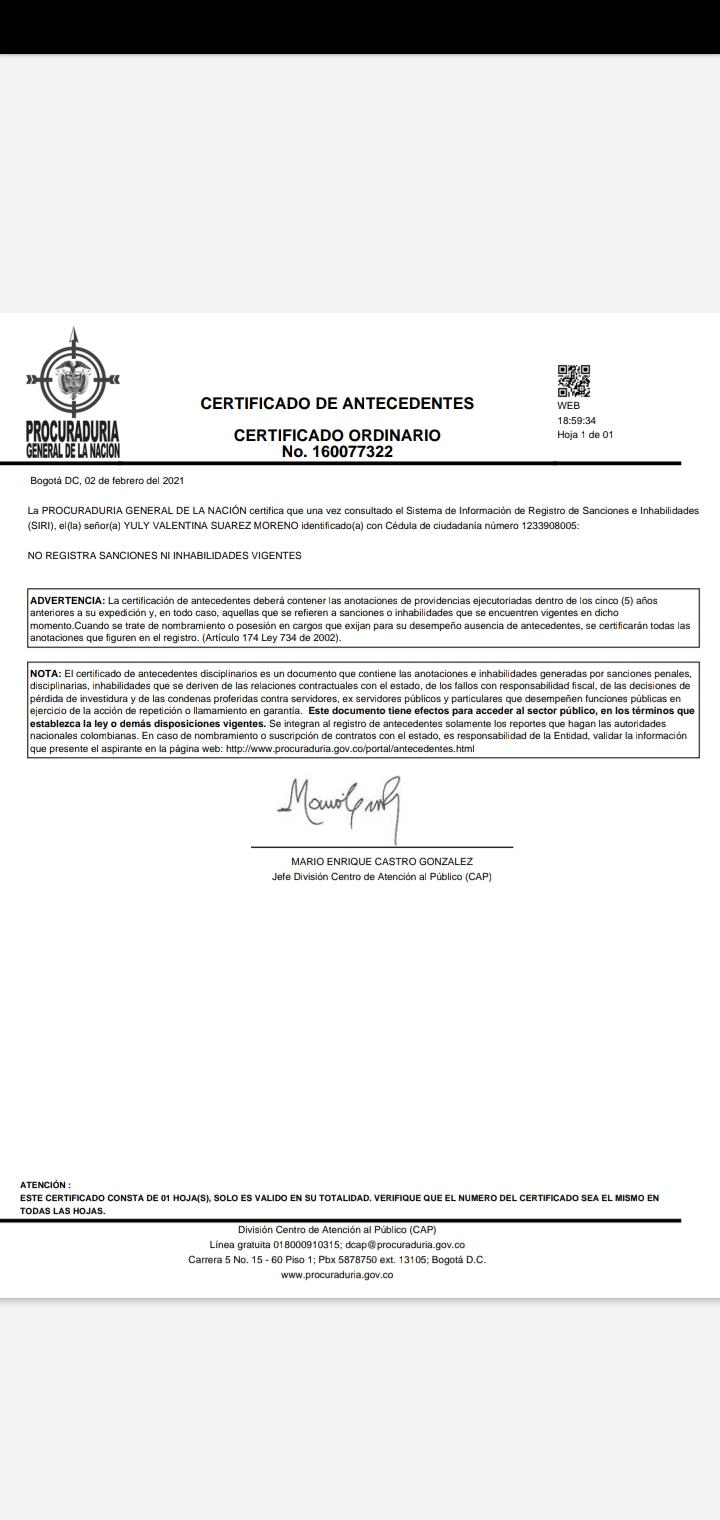 PROCURADURIA
GENERAL DE LA NACION
CERTIFICADO DE ANTECEDENTES
CERTIFICADO ORDINARIO
No. 160077322
WEB
18:59:34
Hoja 1 de 01
Bogotá DC, 02 de febrero del 2021
La PROCURADURIA GENERAL DE LA NACIÓN certifica que una vez consultado el Sistema de Información de Registro de Sanciones e Inhabilidades
(SIRI), el(la) señor(a) YULY VALENTINA SUAREZ MORENO identificado(a) con Cédula de ciudadanía número 1233908005:
NO REGISTRA SANCIONES NI INHABILIDADES VIGENTES
ADVERTENCIA: La certificación de antecedentes deberá contener las anotaciones de providencias ejecutoriadas dentro de los cinco (5) años
anteriores a su expedición y, en todo caso, aquellas que se refieren a sanciones o inhabilidades que se encuentren vigentes en dicho
momento.Cuando se trate de nombramiento o posesión en cargos que exijan para su desempeño ausencia de antecedentes, se certificarán todas las
anotaciones que figuren en el registro. (Artículo 174 Ley 734 de 2002).
NOTA: El certificado de antecedentes disciplinarios es un documento que contiene las anotaciones e inhabilidades generadas por sanciones penales,
disciplinarias, inhabilidades que se deriven de las relaciones contractuales con el estado, de los fallos con responsabilidad fiscal, de las decisiones de
pérdida de investidura y de las condenas proferidas contra servidores, ex servidores públicos y particulares que desempeñen funciones públicas en
ejercicio de la acción de repetición o llamamiento en garantía. Este documento tiene efectos para acceder al sector público, en los términos que
establezca la ley o demás disposiciones vigentes. Se integran al registro de antecedentes solamente los reportes que hagan las autoridades
nacionales colombianas. En caso de nombramiento o suscripción de contratos con el estado, es responsabilidad de la Entidad, validar la información
que presente el aspirante en la página web: http://www.procuraduria.gov.co/portal/antecedentes.html
MARIO ENRIQUE CASTRO GONZALEZ
Jefe División Centro de Atención al Público (CAP)
ATENCIÓN :
ESTE CERTIFICADO CONSTA DE 01 HOJA(S), SOLO ES VALIDO EN SU TOTALIDAD. VERIFIQUE QUE EL NUMERO DEL CERTIFICADO SEA EL MISMO EN
TODAS LAS HOJAS.
División Centro de Atención al Público (CAP)
Línea gratuita 018000910315; dcap@procuraduria.gov.co
Carrera 5 No. 15 - 60 Piso 1; Pbx 5878750 ext. 13105; Bogotá D.C.
www.procuraduria.gov.co